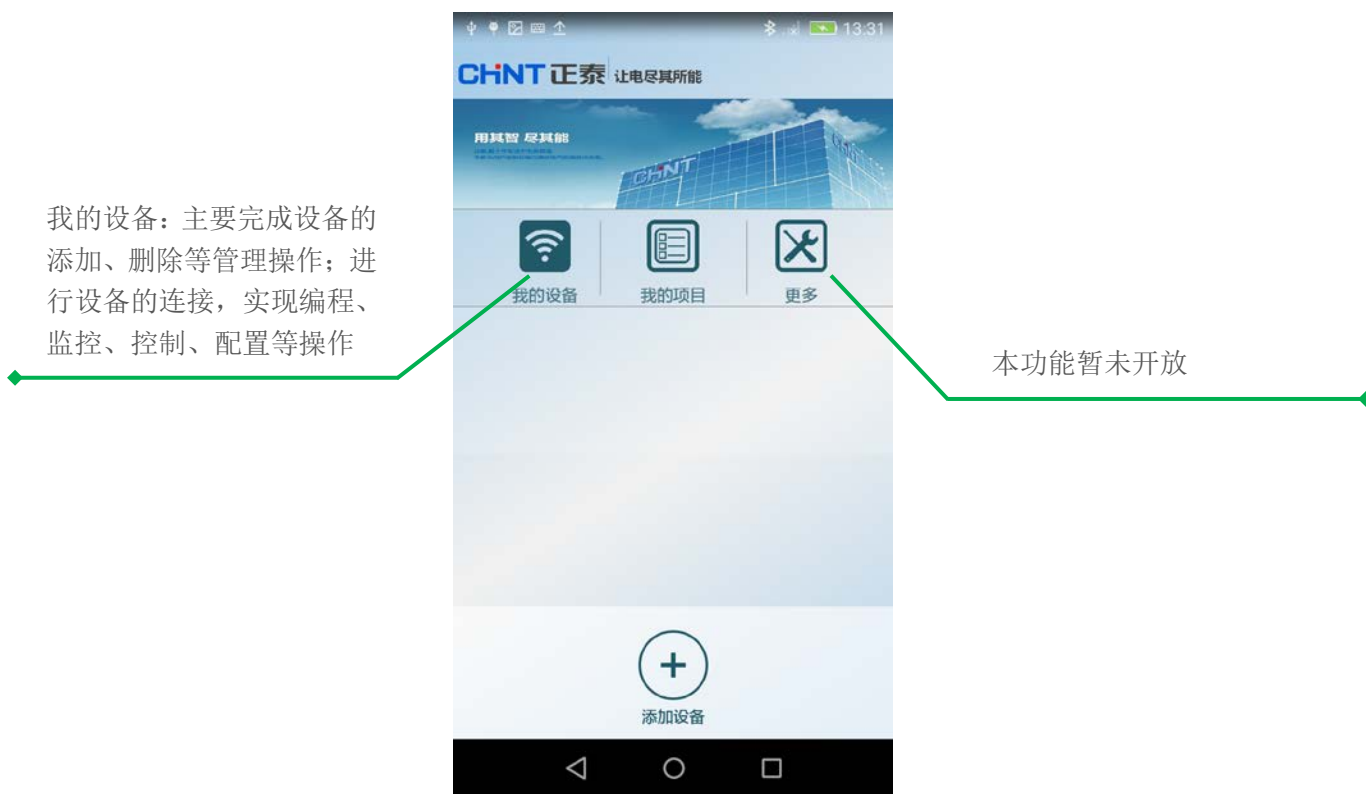 13:31
CHNT 正泰 让电尽其所能
用其智 尽其能
CHNT
我的设备：主要完成设备的
添加、删除等管理操作；进
行设备的连接，实现编程、
监控、控制、配置等操作
我的设备
我的项目
更多
本功能暂未开放
添加设备